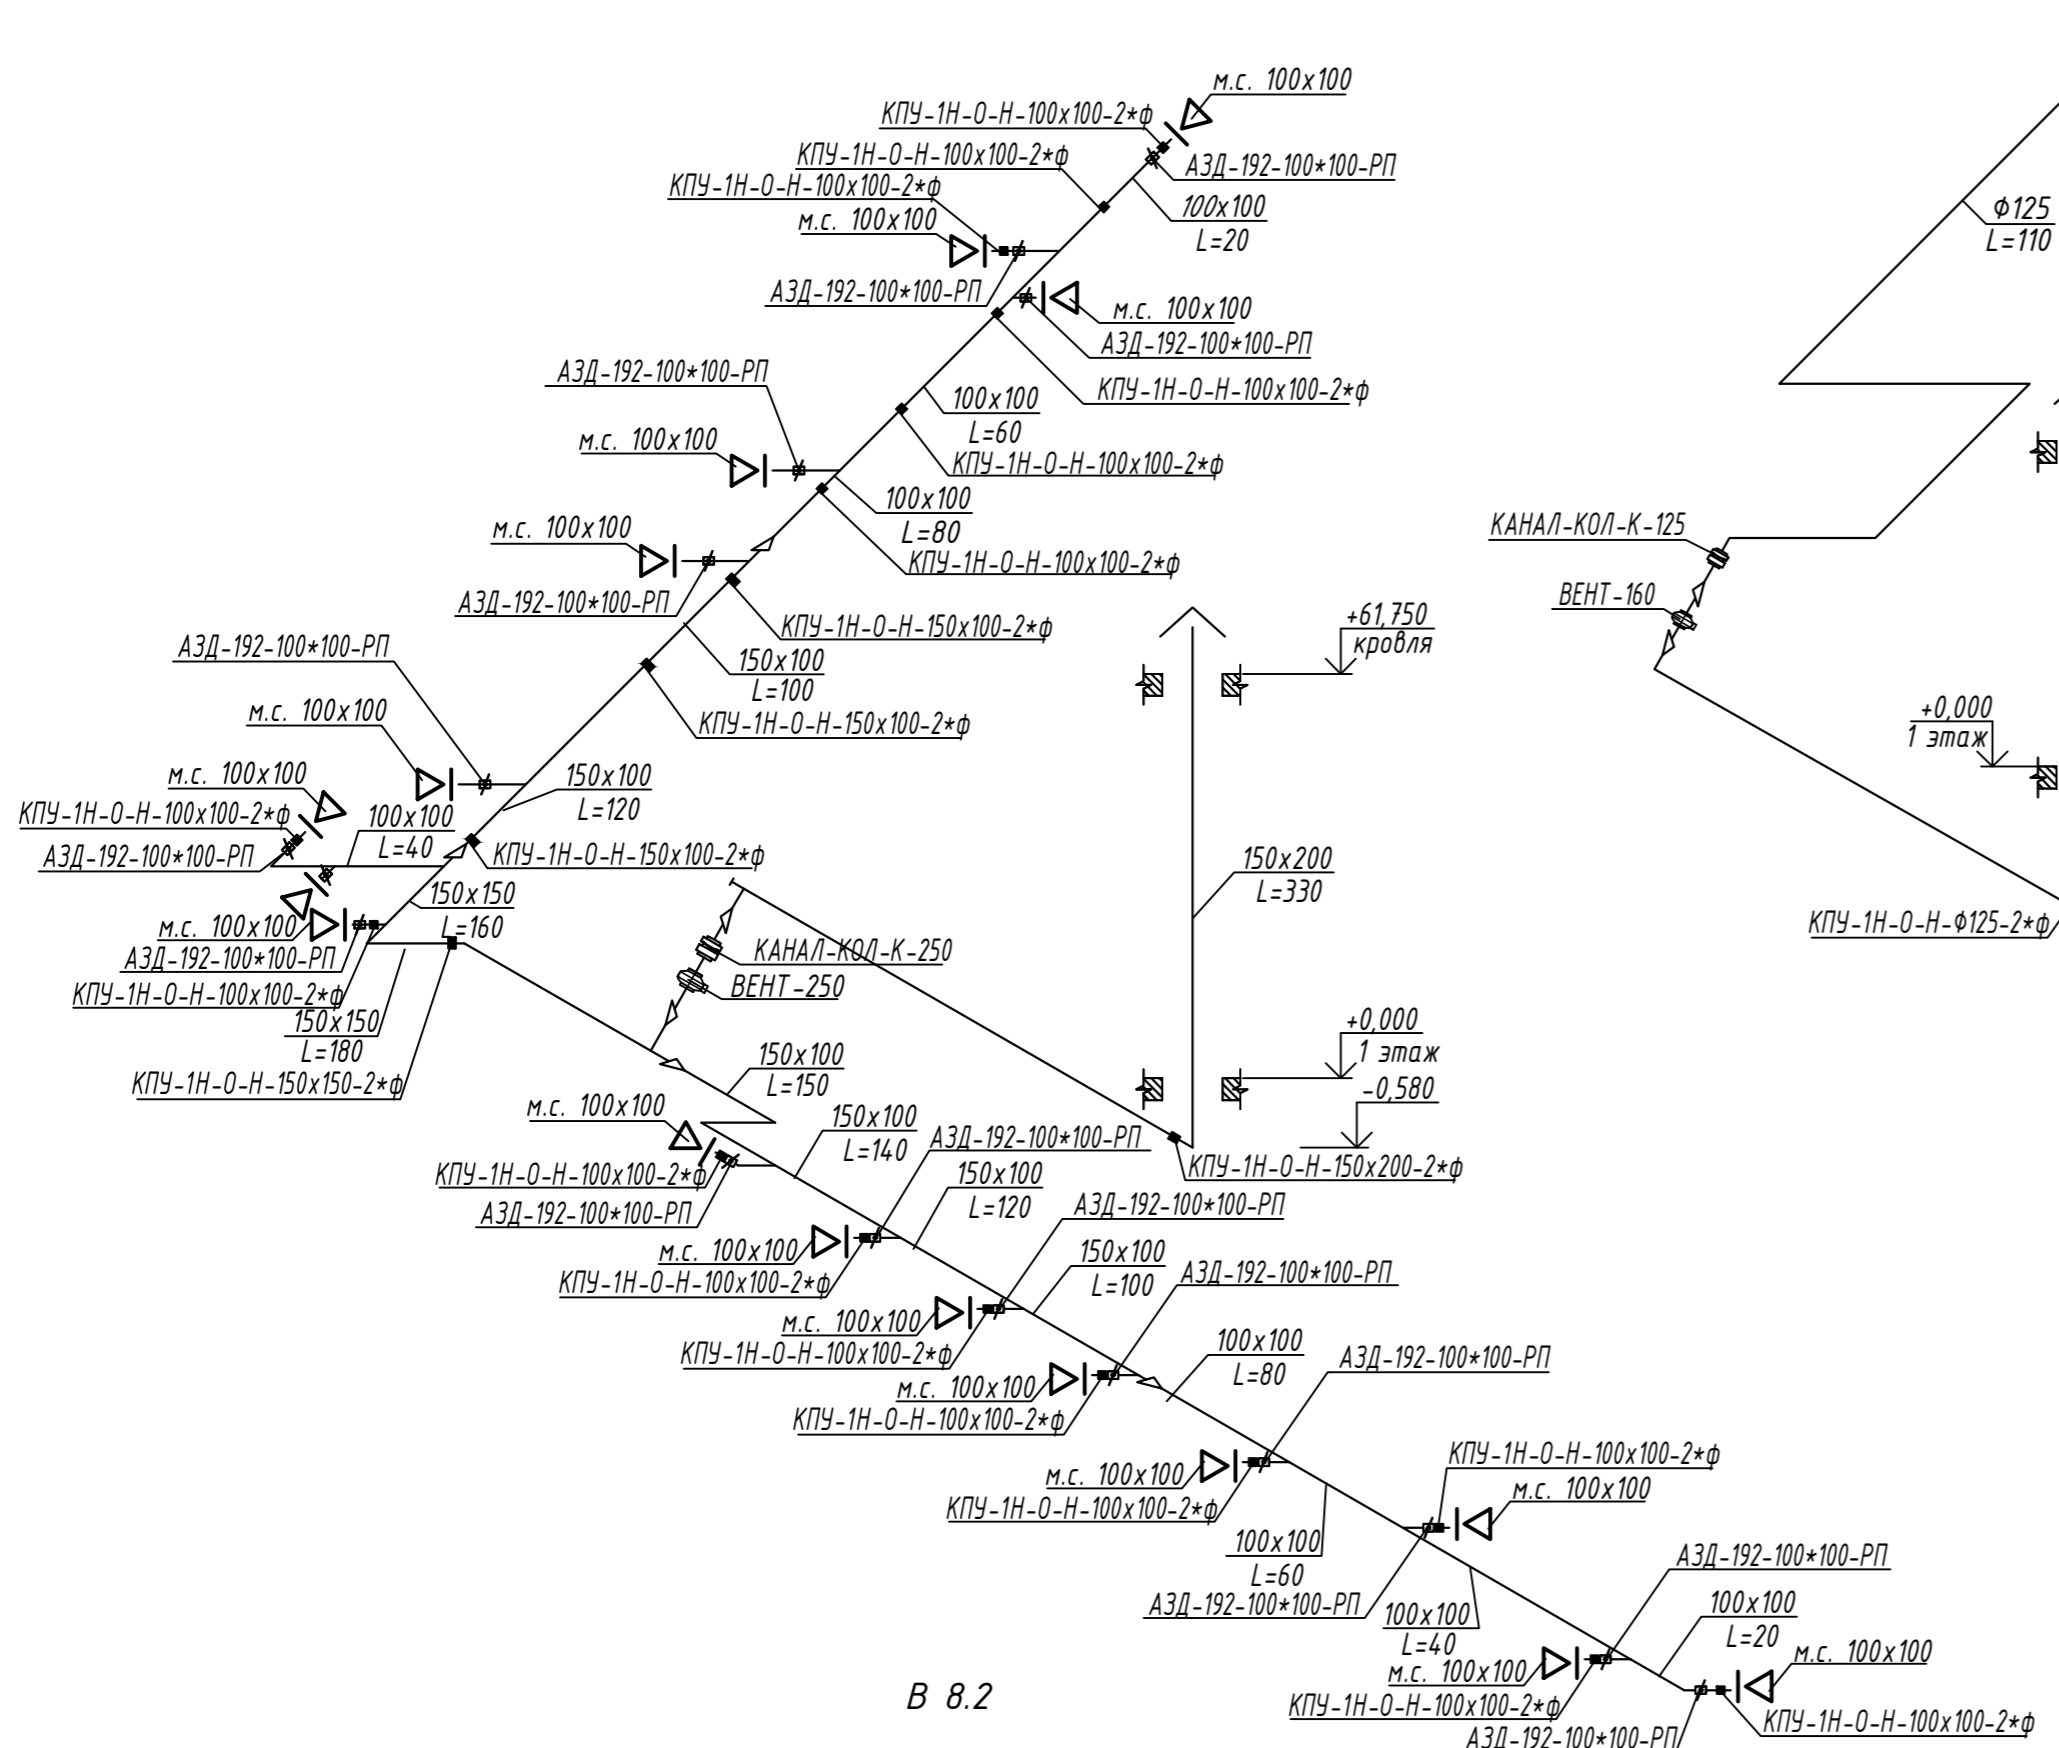 м.с. 100х100
КПУ-1Н-О-Н-100х100-2*ф
КПУ-1Н-О-Н-100х100-2*ф
АЗД-192-100*100-РП
КПУ-1Н-О-Н-100х100-2*ф
м.с. 100х100
100х100
L=20
Ф125
L=110
АЗД-192-100*100-РП
м.с. 100х100
АЗД-192-100*100-РП
АЗД-192-100*100-РП
КПУ-1Н-О-Н-100х100-2*ф
100х100
L=60
м.с. 100х100
КПУ-1Н-О-Н-100х100-2*ф
100х100
L=80
м.с. 100х100
КАНАЛ-КОЛ-К-125
КПУ-1Н-О-Н-100х100-2*ф
ВЕНТ-160
АЗД-192-100*100-РП
+61,750
кровля
КПУ-1Н-О-Н-150х100-2*ф
АЗД-192-100*100-РП
150х100
L=100
м.с. 100х100
+0,000
1 этаж
КПУ-1Н-О-Н-150х100-2*ф
м.с. 100х100
150х100
L=120
КПУ-1Н-О-Н-100х100-2*ф
100х100
L=40
АЗД-192-100*100-РП
КПУ-1Н-О-Н-150х100-2*ф
150х200
L=330
150х150
L=160
м.с. 100х100
КПУ-1Н-О-Н-Ф125-2*ф
АЗД-192-100*100-РП
КАНАЛ-КОЛ-К-250
ВЕНТ-250
КПУ-1Н-О-Н-100х100-2*ф
150х150
L=180
+0,000
1 этаж
КПУ-1Н-О-Н-150х150-2*ф
150х100
L=150
-0,580
м.с. 100х100
150х100
L=140
АЗД-192-100*100-РП
КПУ-1Н-О-Н-150х200-2*ф
КПУ-1Н-О-Н-100х100-2*ф
150х100
L=120
АЗД-192-100*100-РП
АЗД-192-100*100-РП
м.с. 100х100
150х100
L=100
КПУ-1Н-О-Н-100х100-2*ф
АЗД-192-100*100-РП
м.с. 100х100
100х100
L=80
КПУ-1Н-О-Н-100х100-2*ф
АЗД-192-100*100-РП
м.с. 100х100
КПУ-1Н-О-Н-100х100-2*ф
КПУ-1Н-О-Н-100х100-2*ф
м.с. 100х100
м.с. 100х100
КПУ-1Н-О-Н-100х100-2*ф
100х100
L=60
АЗД-192-100*100-РП
АЗД-192-100*100-РП
100х100
L=40
100х100
L=20
м.с. 100х100
м.с. 100х100
В 8.2
КПУ-1Н-О-Н-100х100-2*ф
КПУ-1Н-О-Н-100х100-2*ф
АЗД-192-100*100-РП